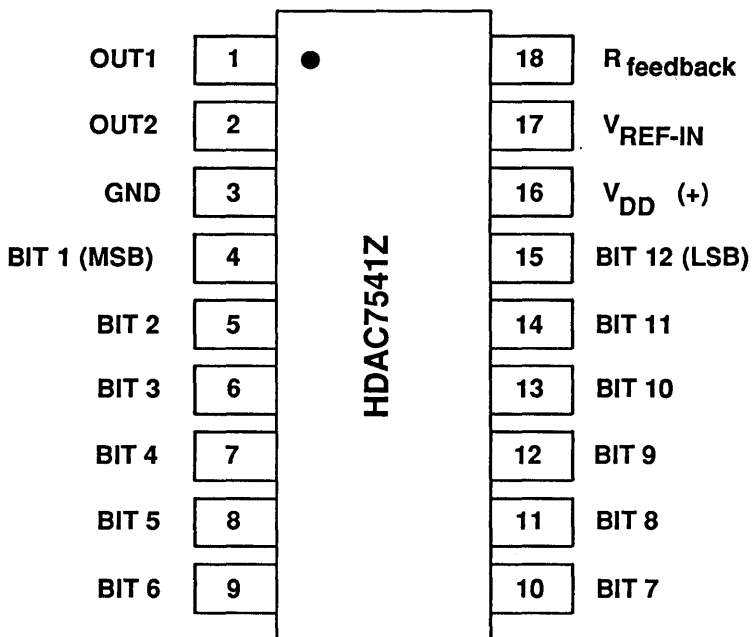 OUT1 1 18 R feedback
OUT2 2 17 VREF-IN
GND 3 16 VDD (+)
BIT 1 (MSB) 4 15 BIT 12 (LSB)
BIT 2 5 14 BIT 11
BIT 3 6 13 BIT 10
BIT 4 7 12 BIT 9
BIT 5 8 11 BIT 8
BIT 6 9 10 BIT 7
HDAC7541Z